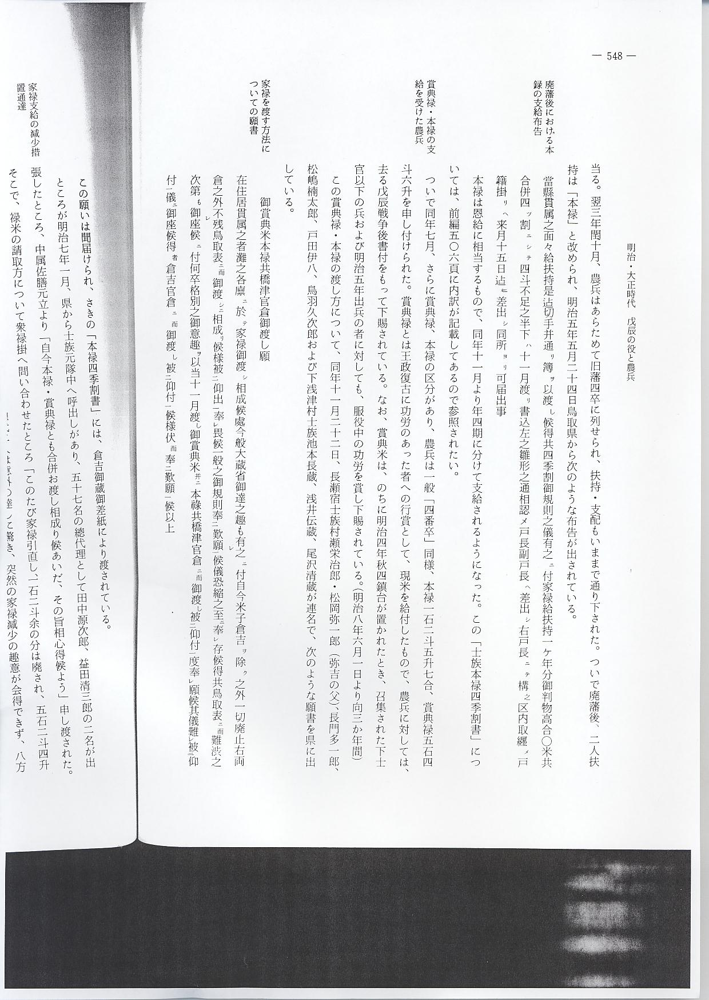 ― 548 ―
明治・大正時代　戊辰の役と農兵
廃藩後における本
録の支給布告
当る。翌三年閏十月、農兵はあらためて旧藩四卒に列せられ、扶持・支配もいままで通り下された。ついで廃藩後、二人扶
持は「本禄」と改められ、明治五年五月二十四日鳥取県から次のような布告が出されている。
當縣貫属之面々給扶持是迠切手并通リ簿ヲ以渡シ候得共四季割御規則之儀有之ニ付家禄給扶持一ケ年分御判物高合〇米共
合併四ッ割ニシテ四斗不足之半下ハ十一月渡リ書込左之雛形之通相認メ戸長副戸長ヘ差出シ右戸長ニテ構之区内取纒メ戸
籍掛リヘ来月十五日迠ニ差出シ同所ヨリ可届出事
本禄は恩給に相当するもので、同年十一月より年四期に分けて支給されるようになった。この「士族本禄四季割書」につ
いては、前編五〇六頁に内訳が記載してあるので参照されたい。
賞典禄・本禄の支
給を受けた農兵
ついで同年七月、さらに賞典禄、本禄の区分があり、農兵は一般「四番卒」同様、本禄一石二斗五升七合、賞典禄五石四
斗六升を申し付けられた。賞典禄とは王政復古に功労のあった者への行賞として、現米を給付したもので、農兵に対しては、
去る戊辰戦争後書付をもって下賜されている。なお、賞典米は、のちに明治四年秋四鎮台が置かれたとき、召集された下士
官以下の兵および明治五年出兵の者に対しても、服役中の功労を賞し下賜されている。（明治八年六月一日より向三か年間）
この賞典禄・本禄の渡し方について、同年十一月二十二日、長瀬宿士族村瀬栄治郎・松岡弥一郎（弥吉の父）、長門多一郎、
松嶋楠太郎、戸田伊八、鳥羽久次郎および下浅津村士族池本長蔵、浅井伝蔵、尾沢清蔵が連名で、次のような願書を県に出
している。
家禄を渡す方法に
ついての願書
御賞典米本禄共橋津官倉御渡し願
在住居貫属之者灘之各廩ニ於テ家禄御渡シ相成候處今般大蔵省御達之趣も有レ之ニ付自今米子倉吉ヲ除ク之外一切廃止右両
倉之外不レ残鳥取表ニ而御渡シニ相成リ候様被ニ仰出一奉レ畏候一般之御規則奉ニ歎願一候儀恐縮之至ニ奉レ存候得共鳥取表ニ而難渋之
次第も御座候ニ付何卒格別之御意趣ヲ以当十一月渡し御賞典米并ニ本祿共橋津官倉ニ而御渡し被ニ仰付一度奉レ願候其儀難レ被ニ仰
付一儀ニ御座候得者倉吉官倉ニ而御渡し被ニ仰付一候様伏而奉ニ歎願一候以上
この願いは聞届けられ、さきの「本禄四季割書」には、倉吉御蔵御差紙により渡されている。
家禄支給の減少措
置通達
ところが明治七年一月、県から士族元隊中へ呼出しがあり、五十七名の總代理として田中源次郎、益田清三郎の二名が出
張したところ、中属佐膳元立より「自今本禄・賞典禄とも合併お渡し相成り候あいだ、その旨相心得候よう」申し渡された。
そこで、禄米の請取方について衆禄掛へ問い合わせたところ「このたび家禄引直し、一石二斗余の分は廃され、五石二斗四升
は意外の達しに驚き、突然の家禄減少の趣意が会得できず、八方